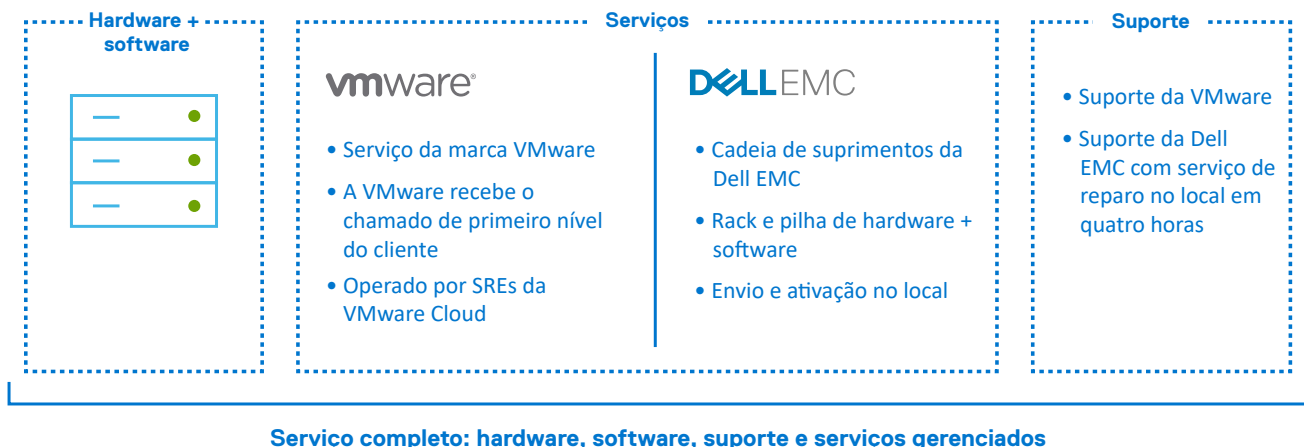 Hardware +
software
Serviços
vmware®
• Serviço da marca VMware
• A VMware recebe o
chamado de primeiro nível
do cliente
• Operado por SREs da
VMware Cloud
DELL EMC
• Cadeia de suprimentos da
Dell EMC
• Rack e pilha de hardware +
software
• Envio e ativação no local
Suporte
• Suporte da VMware
• Suporte da Dell
EMC com serviço de
reparo no local em
quatro horas
Serviço completo: hardware, software, suporte e serviços gerenciados